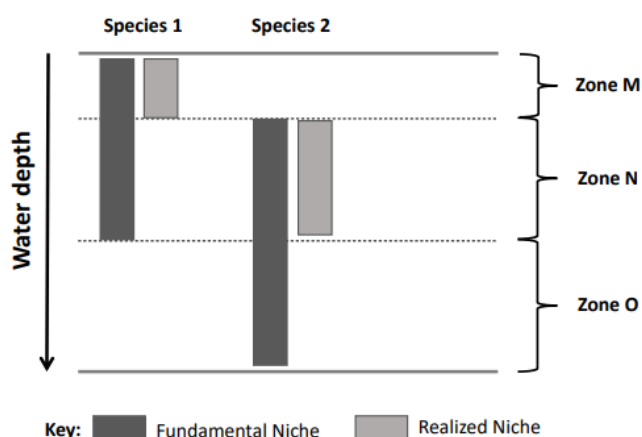 Species 1 Species 2
Zone M
Zone N
Water depth
Zone O
Key: Fundamental Niche Realized Niche